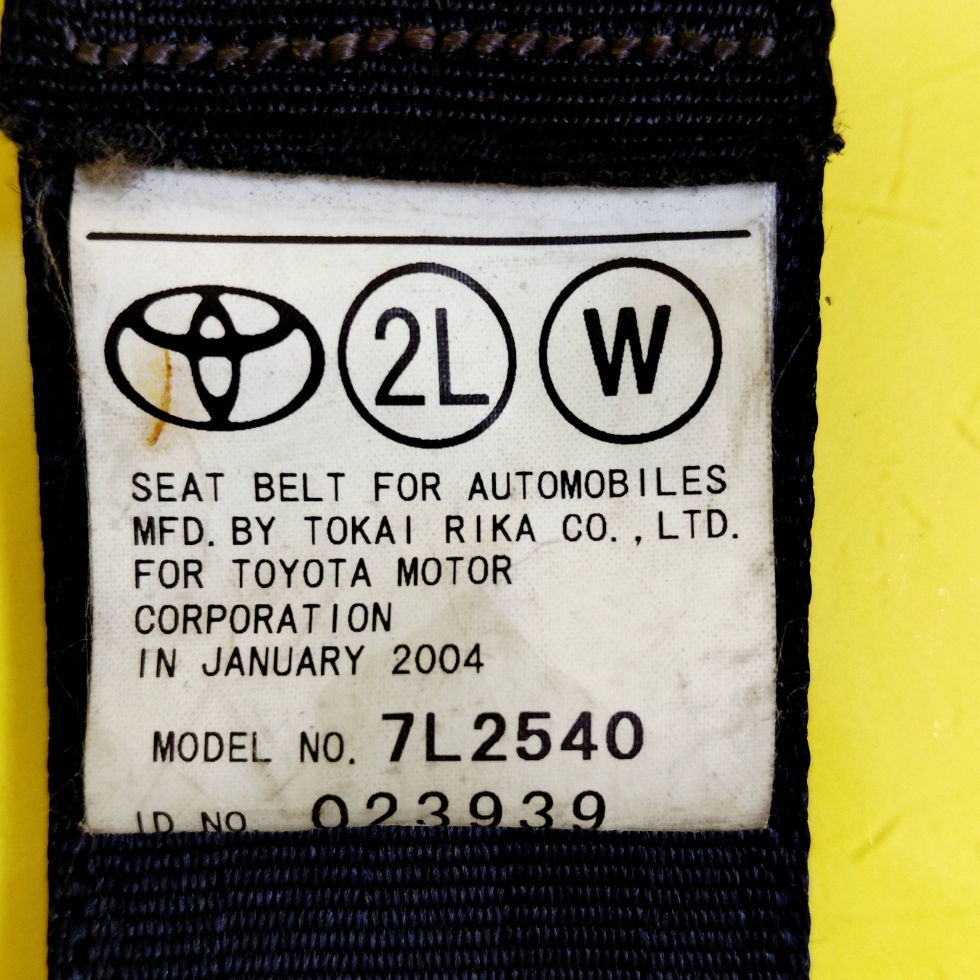 2L W
SEAT BELT FOR AUTOMOBILES
MFD. BY TOKAI RIKA CO., LTD.
FOR TOYOTA MOTOR
CORPORATION
IN JANUARY 2004
MODEL NO. 7L2540
ID NO 023939